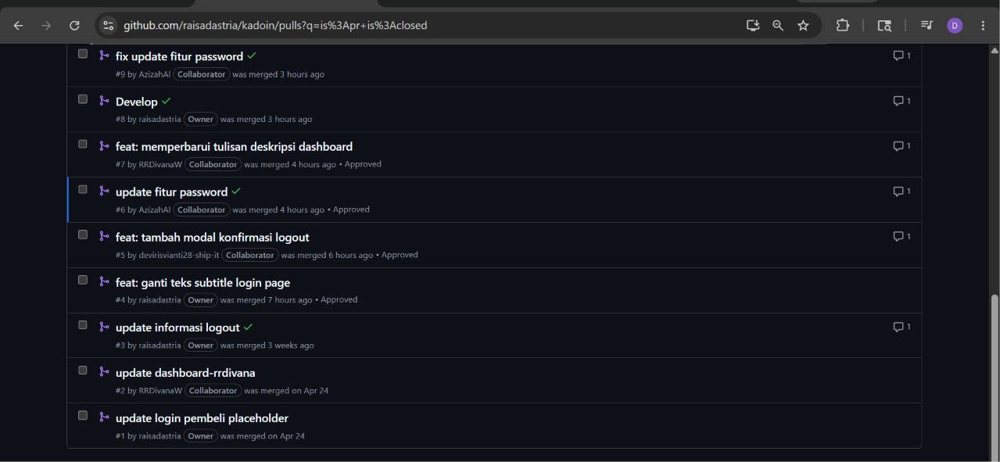 github.com/raisadastria/kadoin/pulls?q=is%3Apr+is%3Aclosed
D
fix update fitur password
1
#9 by AzizahAl Collaborator was merged 3 hours ago
Develop
1
#8 by raisadastria Owner was merged 3 hours ago
feat: memperbarui tulisan deskripsi dashboard
1
#7 by RRDivanaW Collaborator was merged 4 hours ago • Approved
update fitur password
1
#6 by AzizahAl Collaborator was merged 4 hours ago • Approved
feat: tambah modal konfirmasi logout
1
#5 by devirisvianti28-ship-it Collaborator was merged 6 hours ago • Approved
feat: ganti teks subtitle login page
#4 by raisadastria Owner was merged 7 hours ago • Approved
update informasi logout
1
#3 by raisadastria Owner was merged 3 weeks ago
update dashboard-rrdivana
#2 by RRDivanaW Collaborator was merged on Apr 24
update login pembeli placeholder
#1 by raisadastria Owner was merged on Apr 24